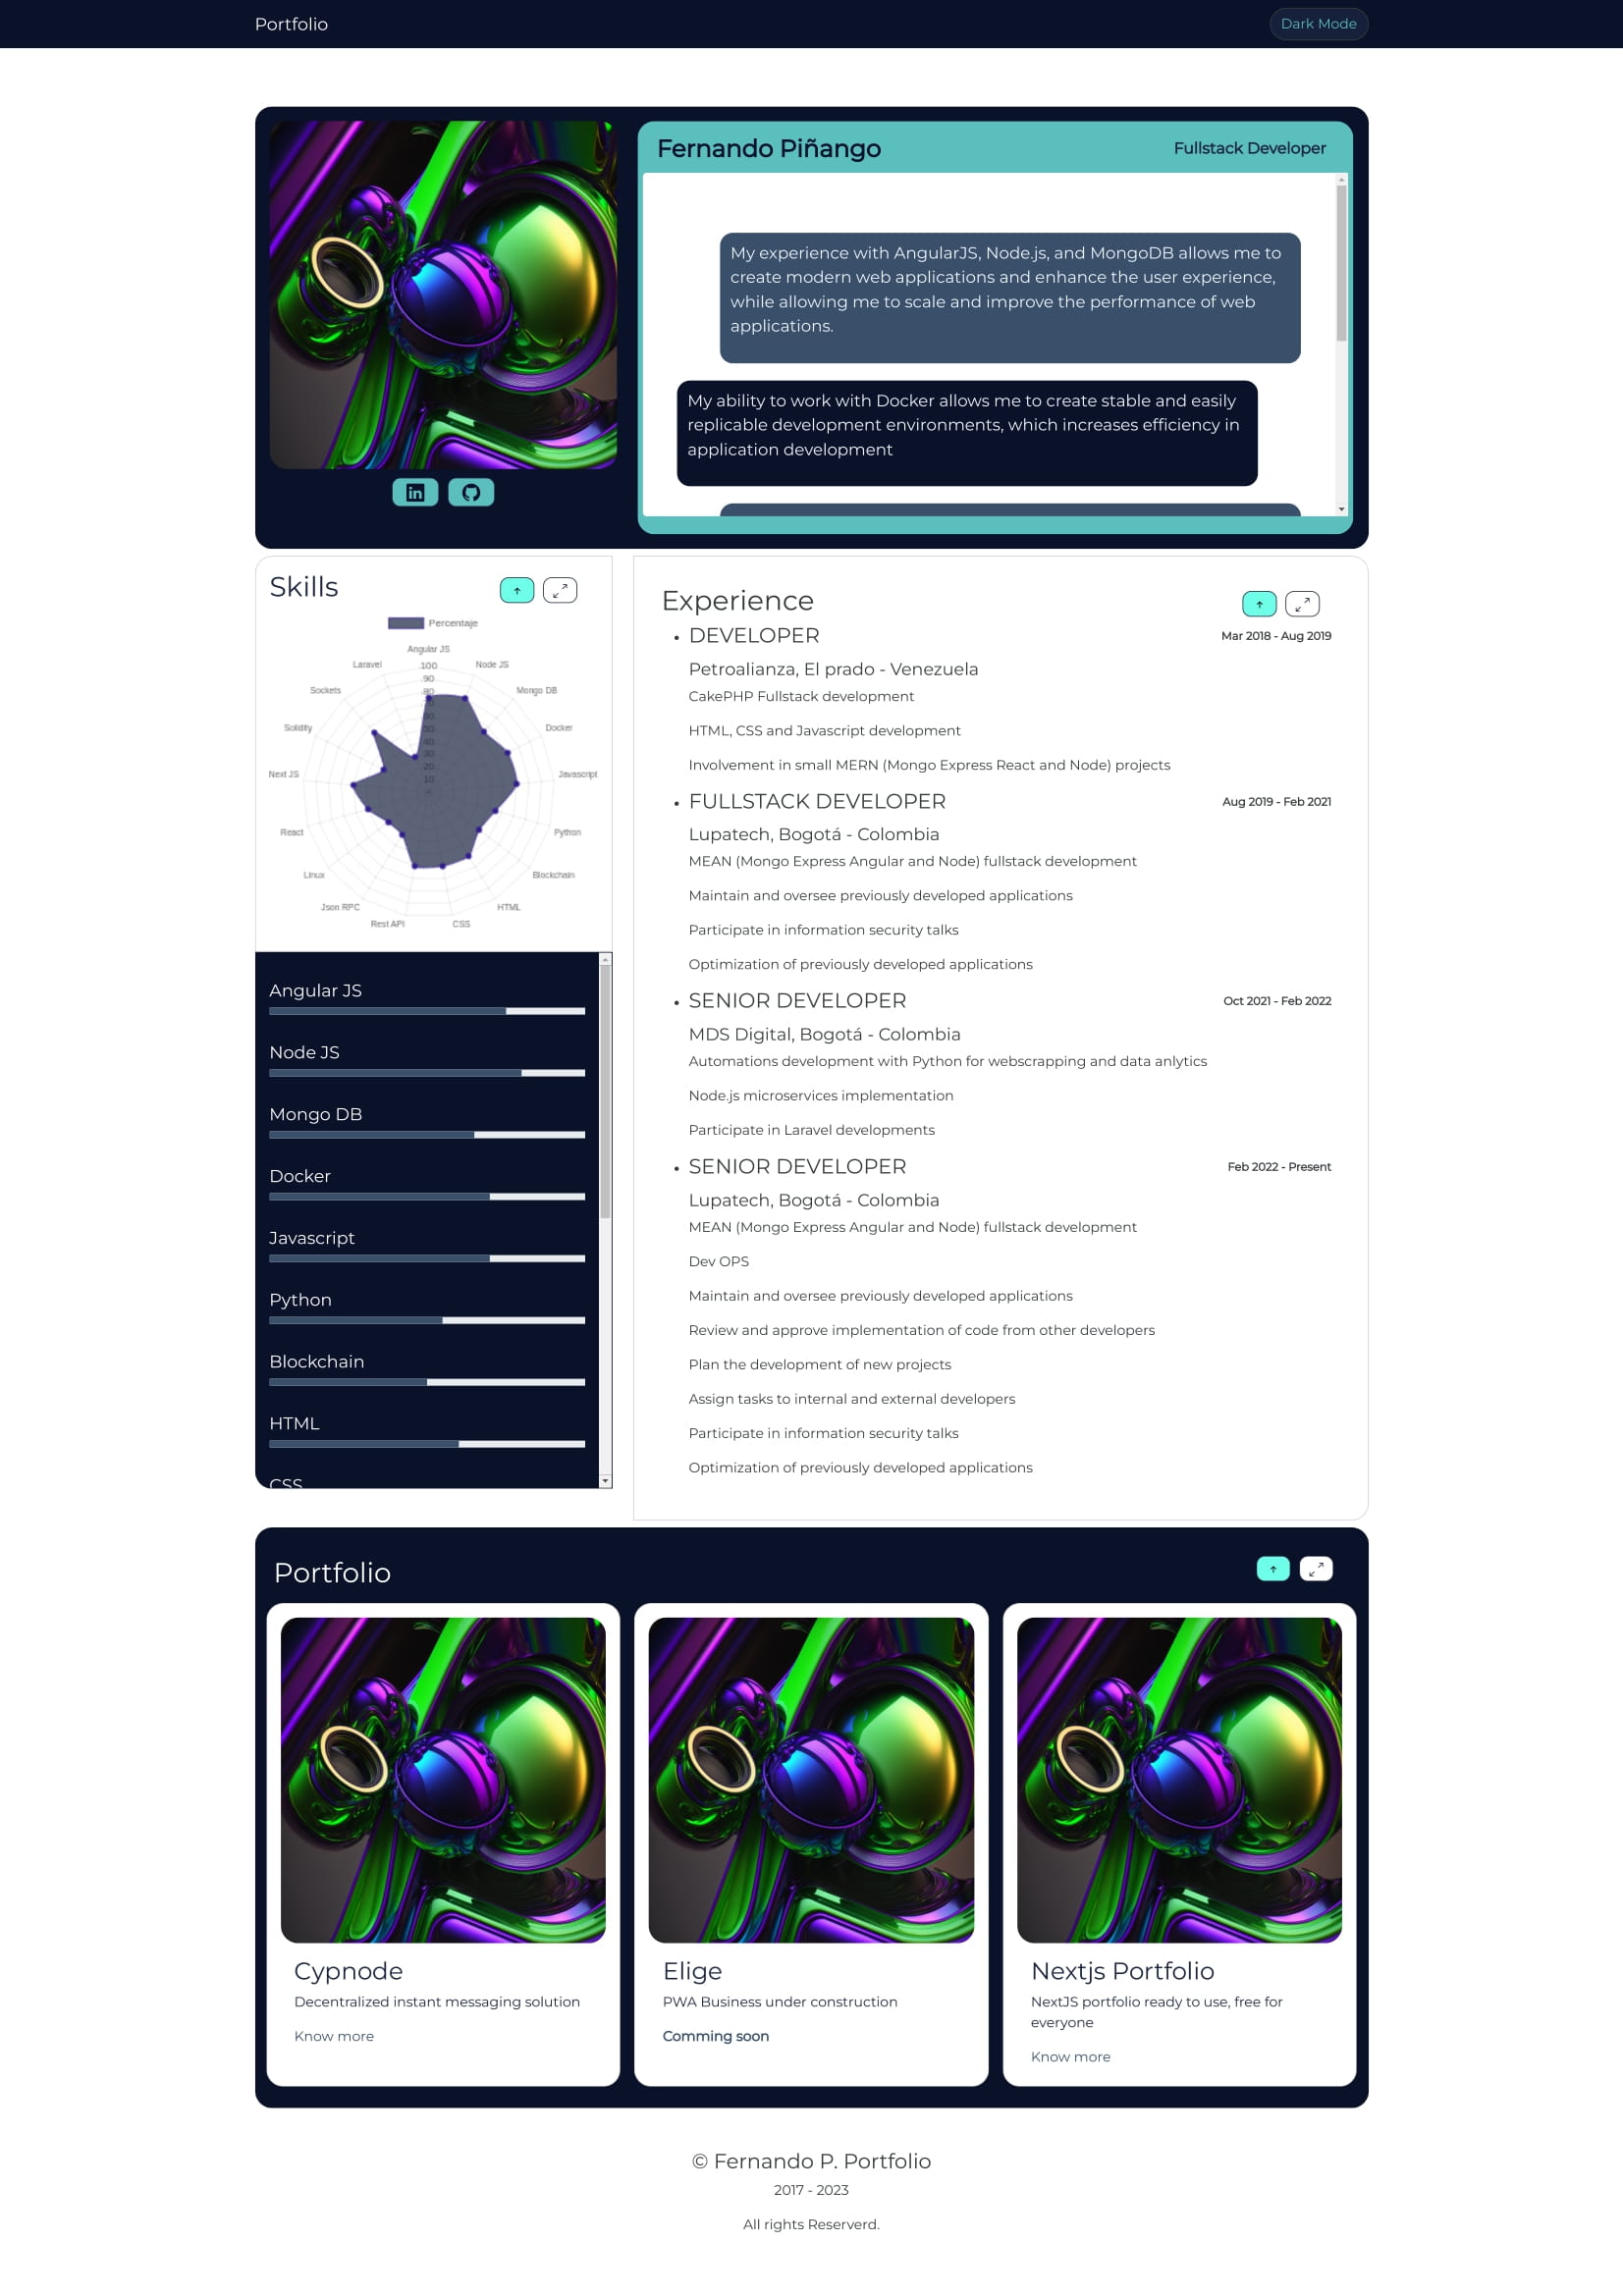 Portfolio
Dark Mode
Fernando Piñango
Fullstack Developer
My experience with AngularJS, Node.js, and MongoDB allows me to
create modern web applications and enhance the user experience,
while allowing me to scale and improve the performance of web
applications.
My ability to work with Docker allows me to create stable and easily
replicable development environments, which increases efficiency in
application development
Skills
Percentaje
Angular JS
Node JS
Mongo DB
Docker
Javascript
Python
Blockchain
HTML
CSS
Rest API
Json RPC
Linux
React
Next JS
Solidity
Sockets
Laravel
100
90
80
60
50
40
30
20
10
Angular JS
Node JS
Mongo DB
Docker
Javascript
Python
Blockchain
HTML
CSS
Experience
DEVELOPER
Mar 2018 - Aug 2019
Petroalianza, El prado - Venezuela
CakePHP Fullstack development
HTML, CSS and Javascript development
Involvement in small MERN (Mongo Express React and Node) projects
FULLSTACK DEVELOPER
Aug 2019 - Feb 2021
Lupatech, Bogotá - Colombia
MEAN (Mongo Express Angular and Node) fullstack development
Maintain and oversee previously developed applications
Participate in information security talks
Optimization of previously developed applications
SENIOR DEVELOPER
Oct 2021 - Feb 2022
MDS Digital, Bogotá - Colombia
Automations development with Python for webscrapping and data anlytics
Node.js microservices implementation
Participate in Laravel developments
SENIOR DEVELOPER
Feb 2022 - Present
Lupatech, Bogotá - Colombia
MEAN (Mongo Express Angular and Node) fullstack development
Dev OPS
Maintain and oversee previously developed applications
Review and approve implementation of code from other developers
Plan the development of new projects
Assign tasks to internal and external developers
Participate in information security talks
Optimization of previously developed applications
Portfolio
Cypnode
Decentralized instant messaging solution
Know more
Elige
PWA Business under construction
Comming soon
Nextjs Portfolio
NextJS portfolio ready to use, free for
everyone
Know more
© Fernando P. Portfolio
2017 - 2023
All rights Reserverd.